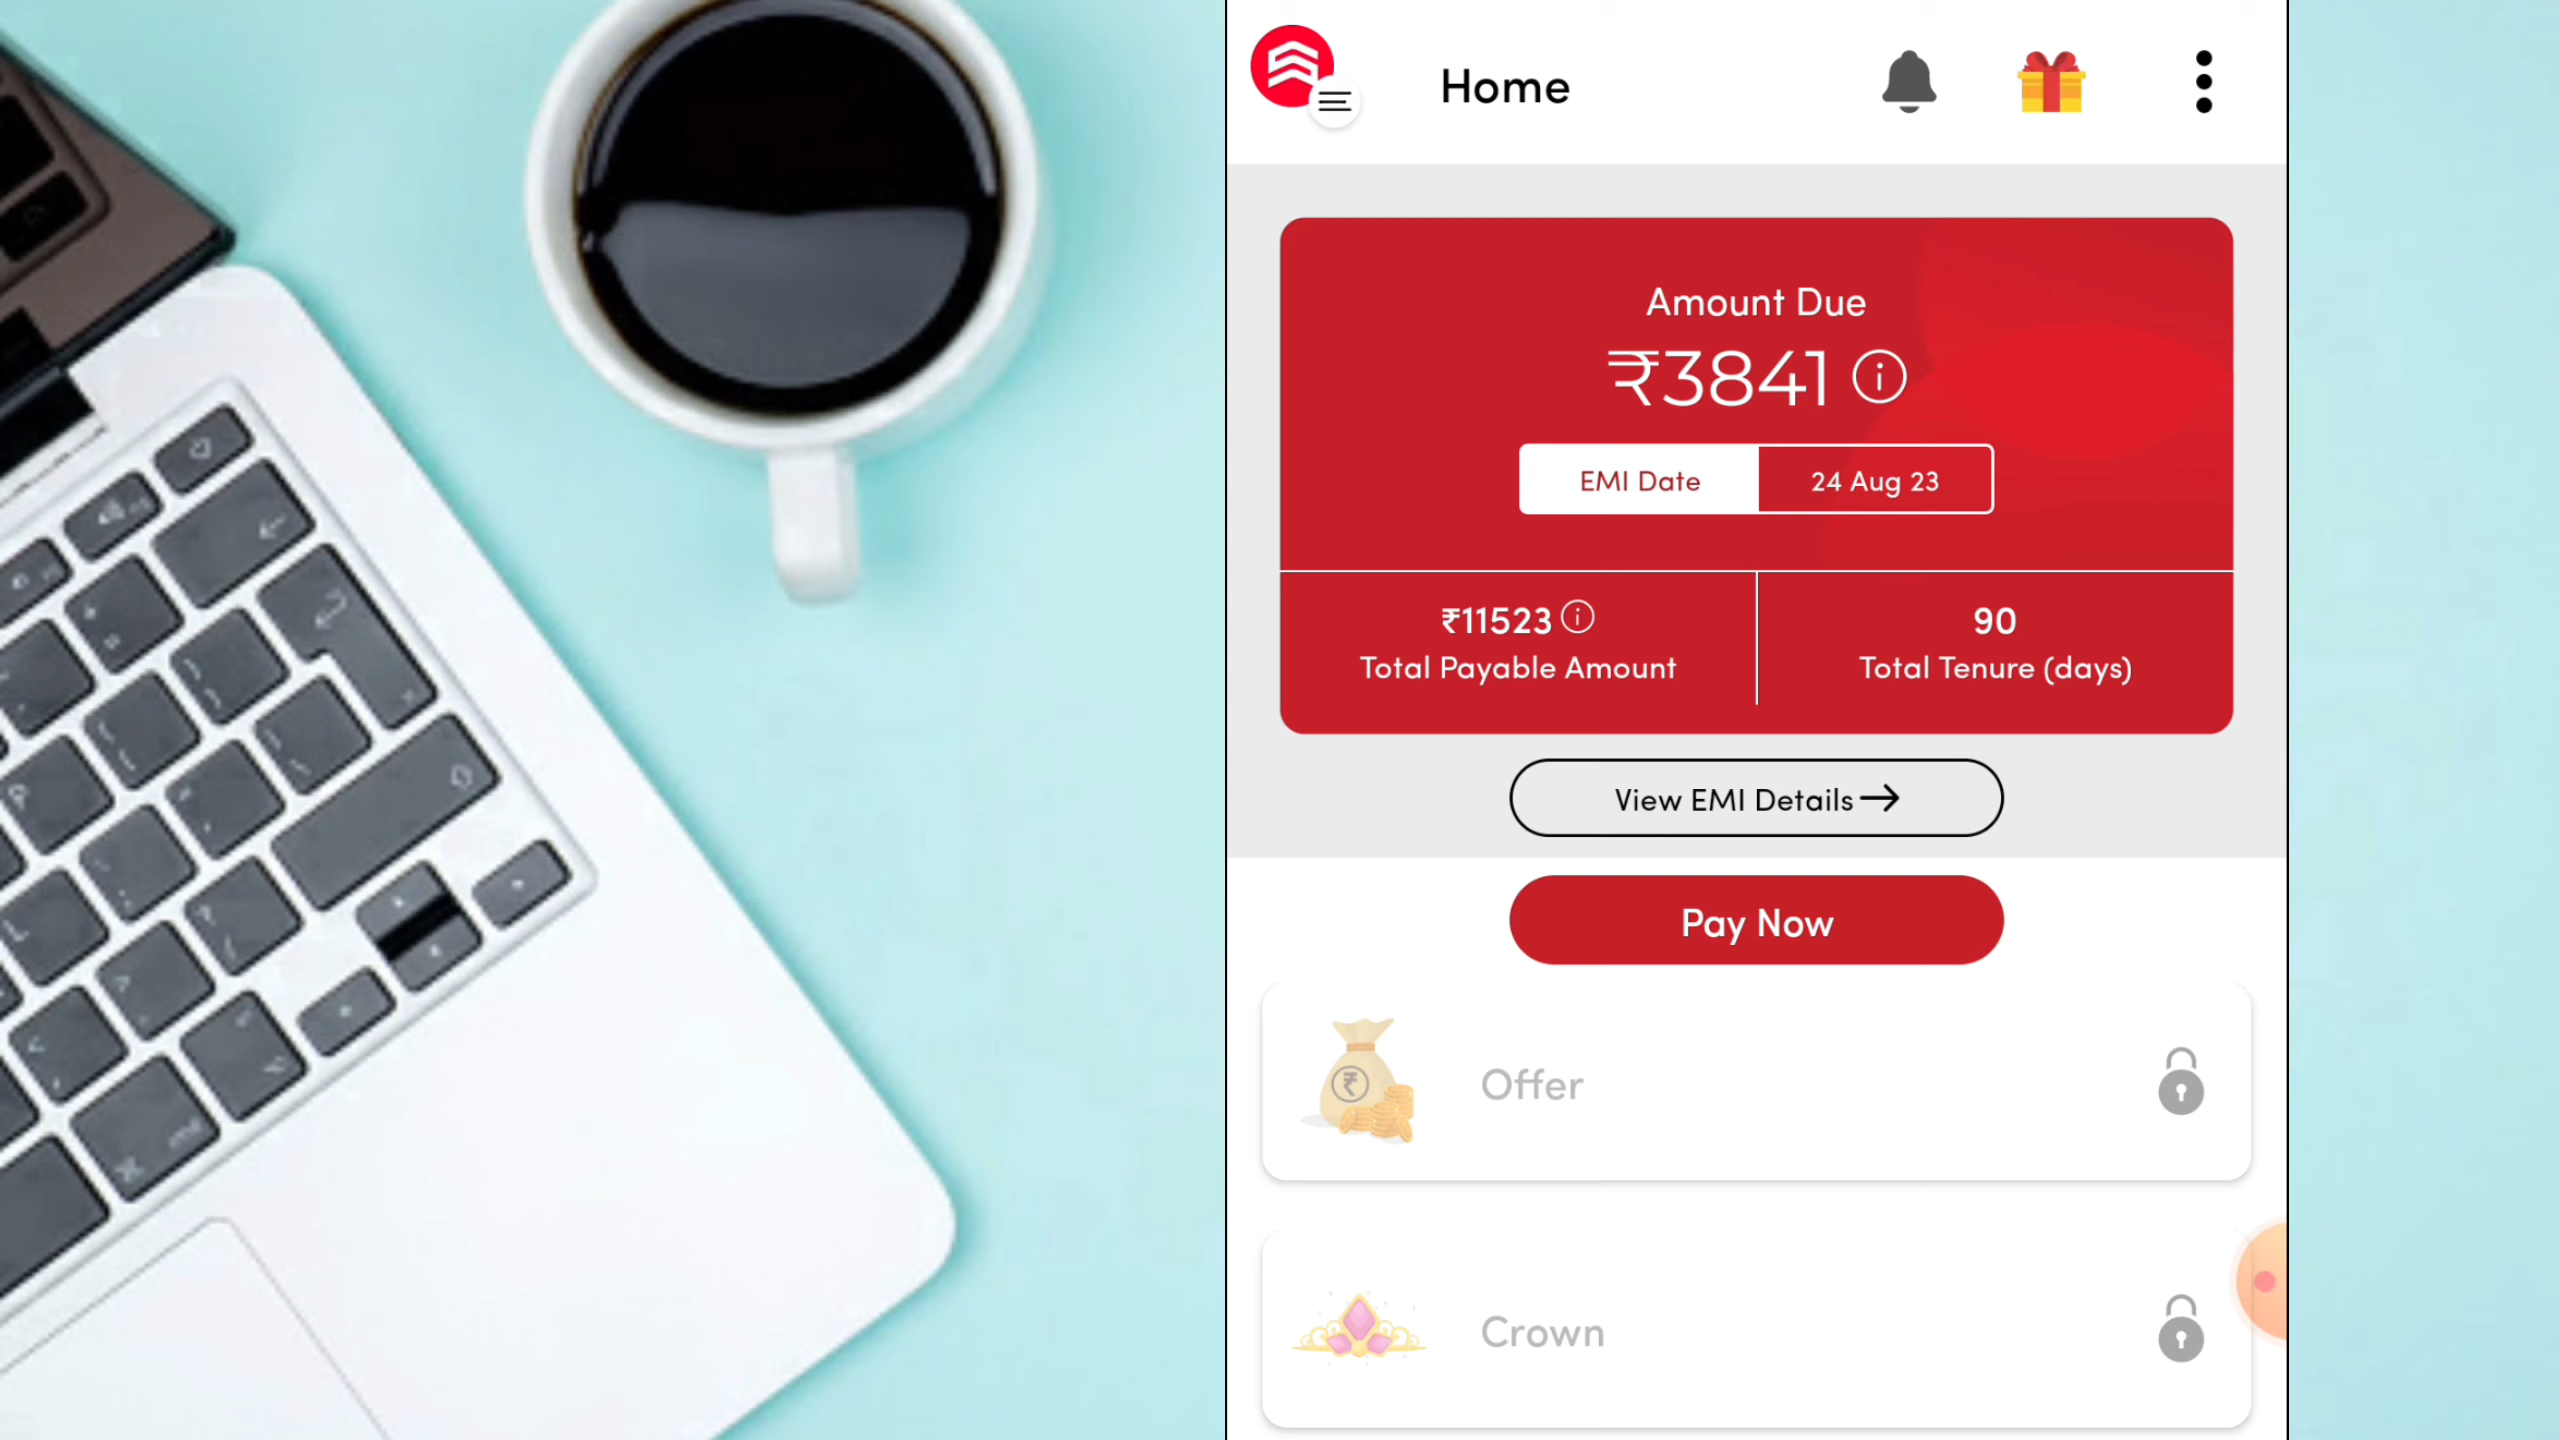 Home
Amount Due
₹3841
EMI Date
24 Aug 23
₹11523
Total Payable Amount
90
Total Tenure (days)
View EMI Details
Pay Now
Offer
Crown